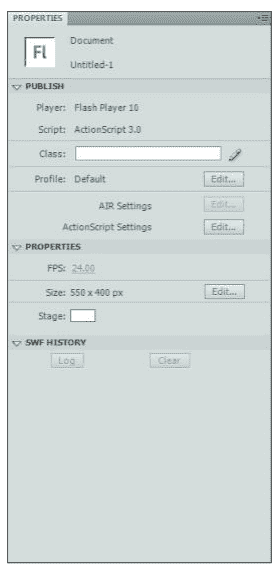 PROPERTIES
Fl
Document
Untitled-1
PUBLISH
Player: Flash Player 10
Script: ActionScript 3.0
Class:
Profile: Default Edit...
AIR Settings Edit...
ActionScript Settings Edit...
PROPERTIES
FPS: 24.00
Size: 550 x 400 px Edit...
Stage:
SWF HISTORY
Log Clear